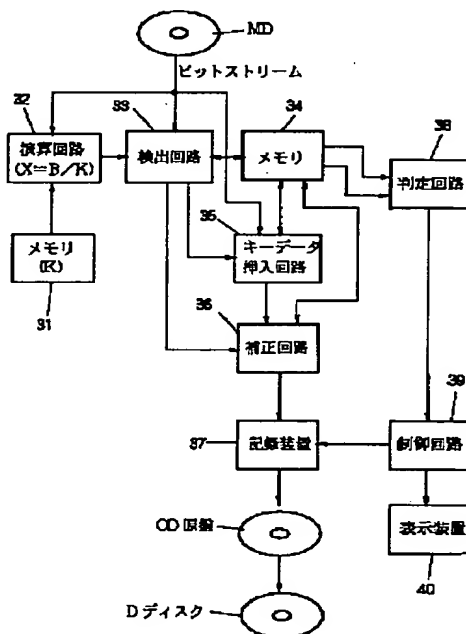 MD
ビットストリーム
32
33
34
38
演算回路
(X=B/K)
検出回路
メモリ
判定回路
35
メモリ
(K)
キーデータ
挿入回路
31
36
補正回路
37
記録装置
39
制御回路
CD原盤
表示装置
40
Dディスク